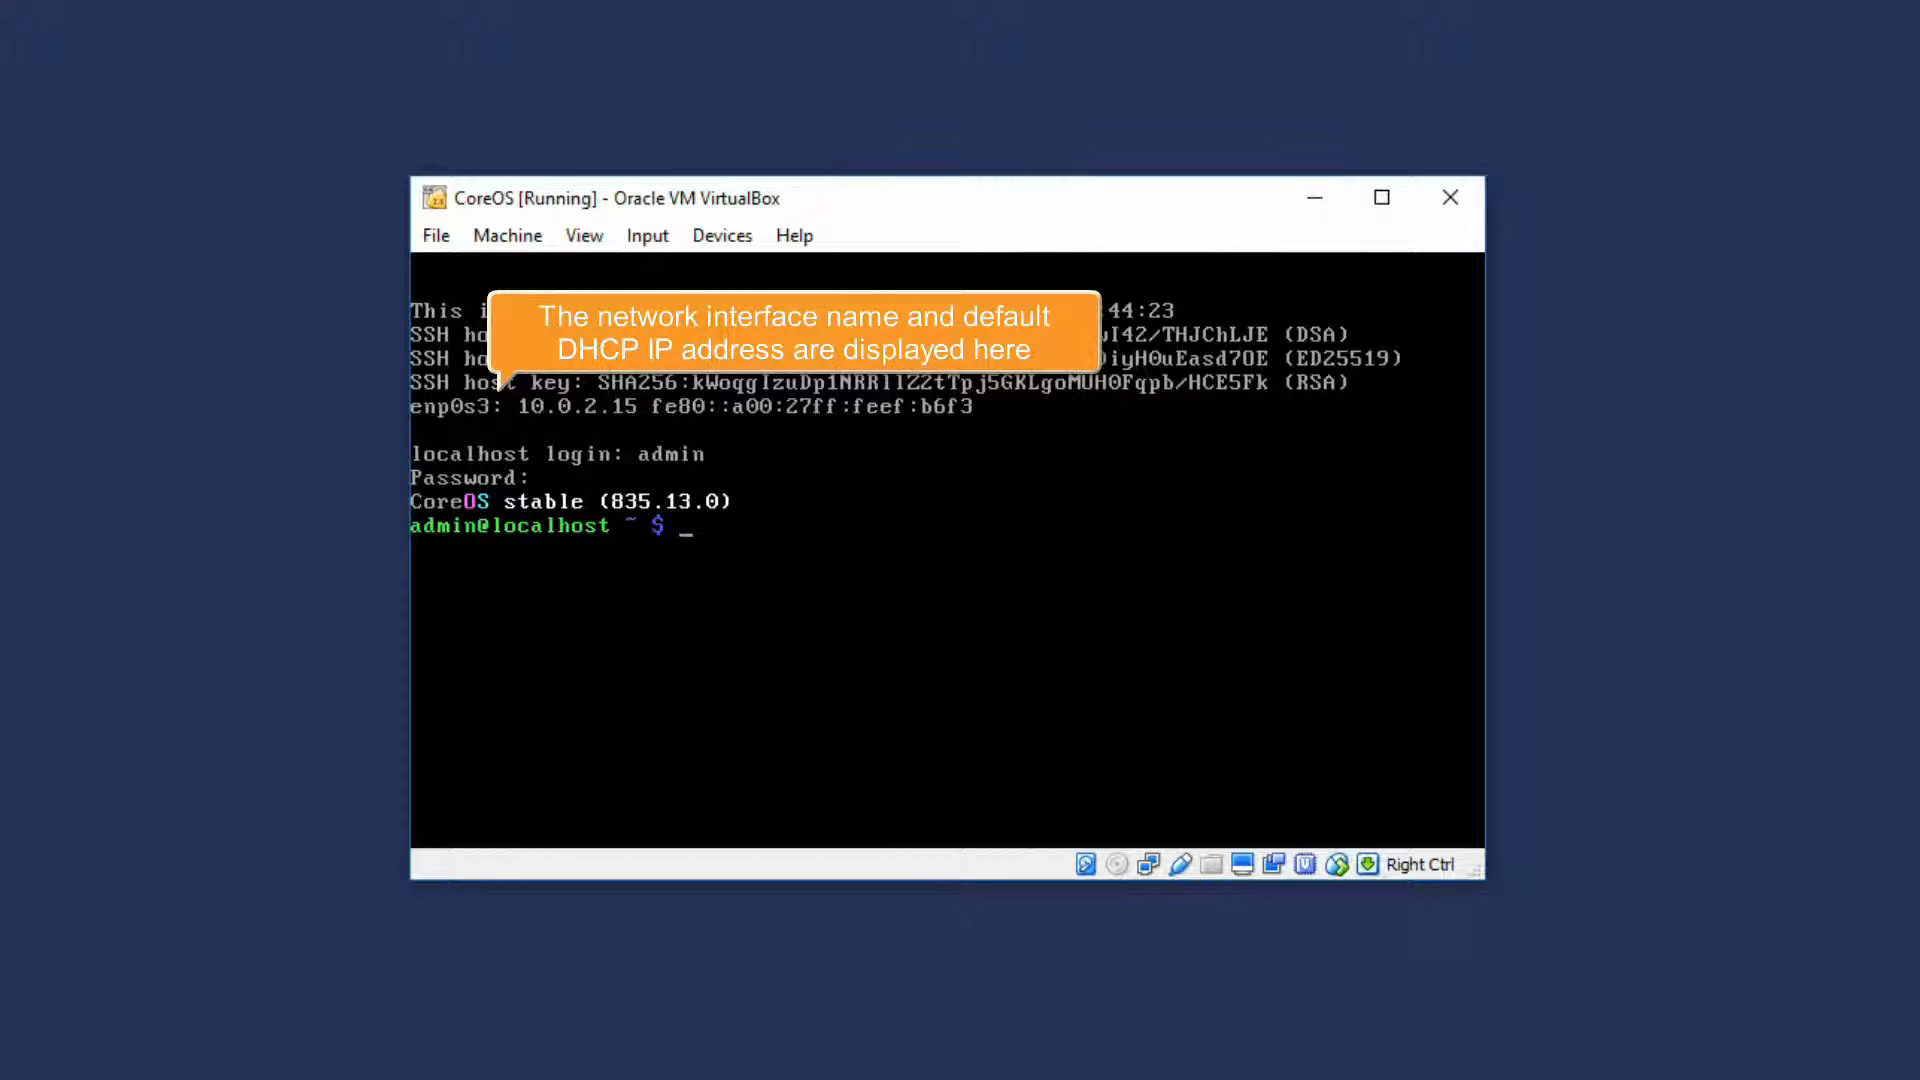 CoreOS [Running] - Oracle VM VirtualBox
File Machine View Input Devices Help
This
44:23
The network interface name and default
DHCP IP address are displayed here
SSH I42/THJChLJE (DSA)
SSH iyH0uEasd7OE (ED25519)
SSH host key: SHA256:kWoqgIzuDp1NRRlIZ2tTpj5GKLgoMUH0Fqpb/HCE5Fk (RSA)
enp0s3: 10.0.2.15 fe80::a00:27ff:feef:b6f3
localhost login: admin
Password:
CoreOS stable (835.13.0)
admin@localhost ~ $ _
Right Ctrl